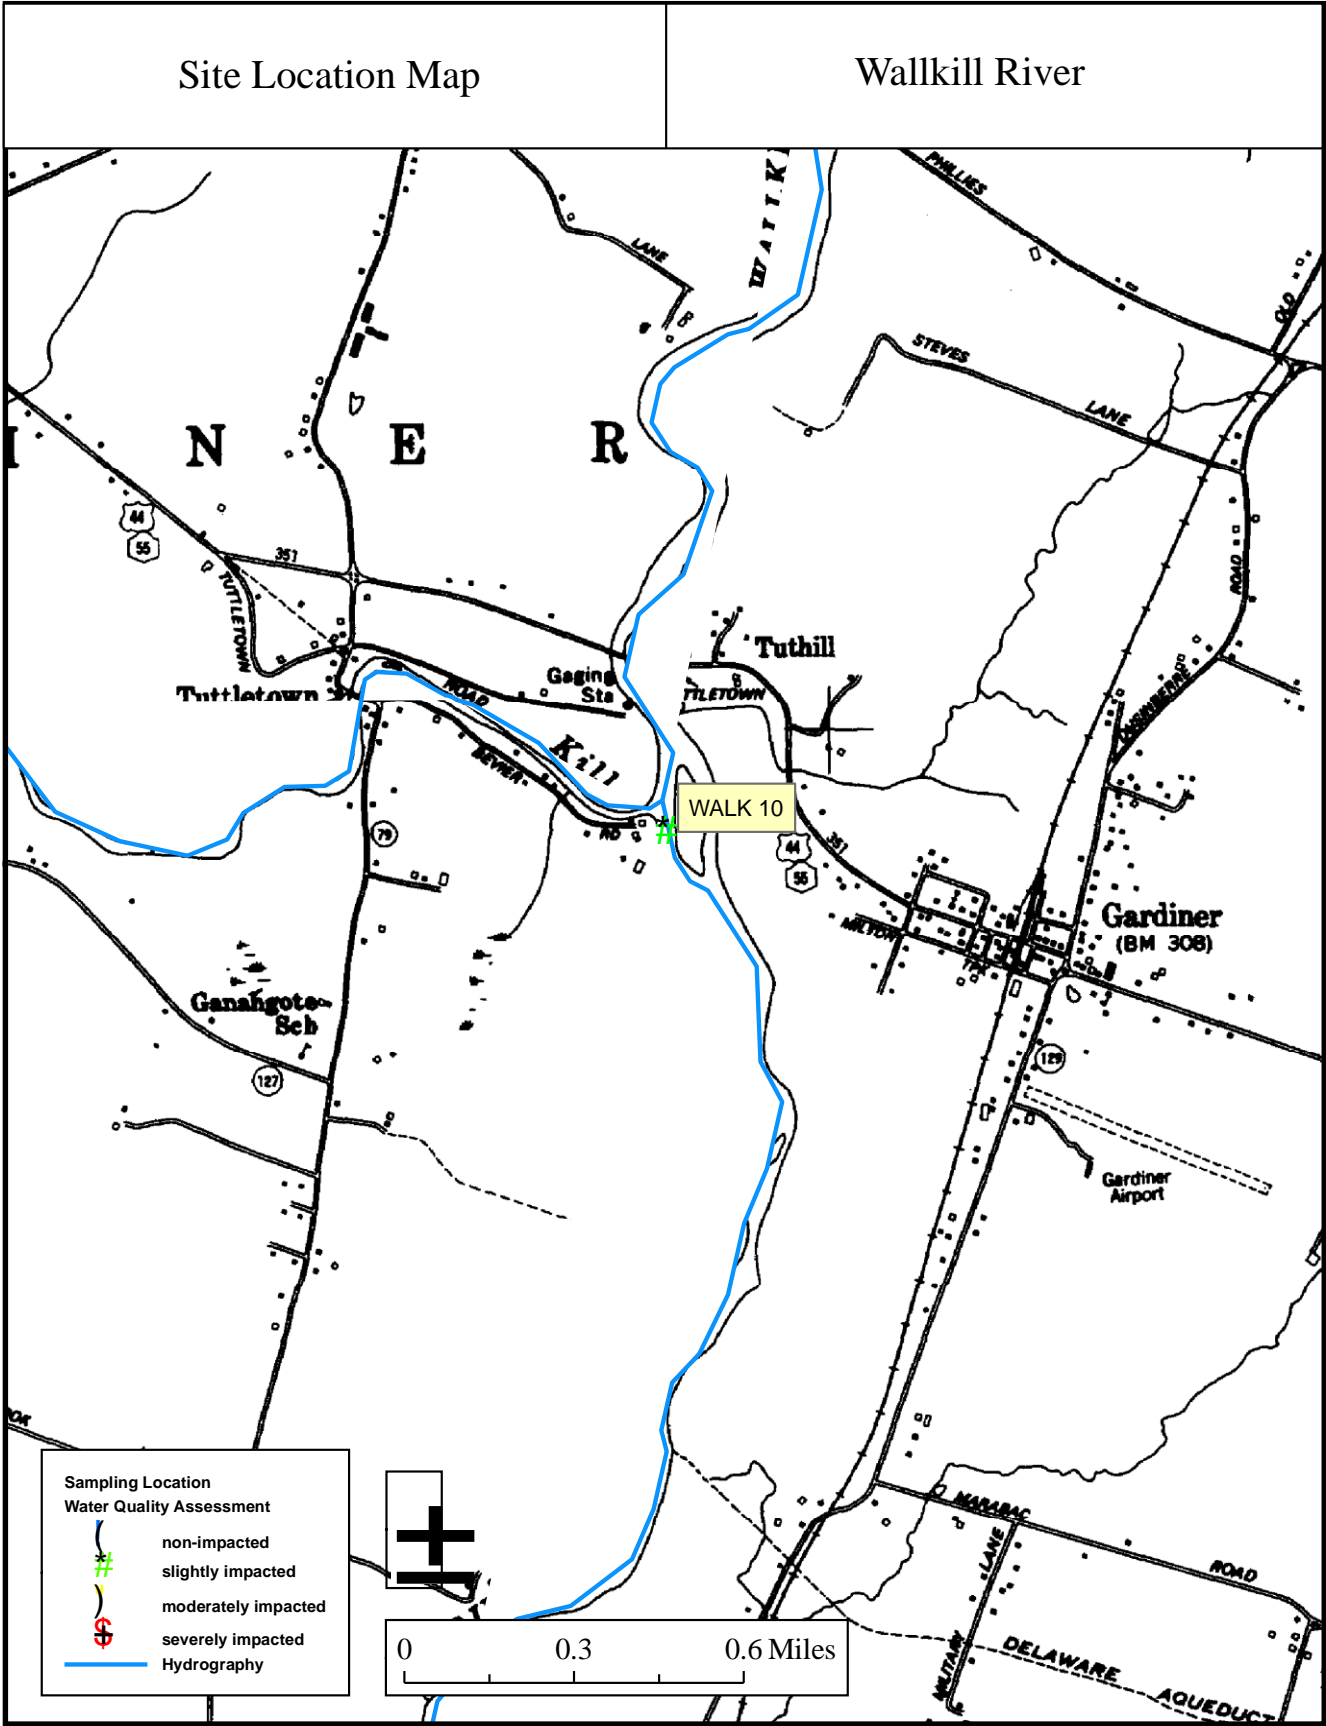 Site Location Map
Wallkill River
PHILLIES
LANE
OLD
STEVES
LANE
N E R
44
55
351
TUTTLETOWN
ROAD
Tuthill
Gaging
Sta
TTLETOWN
Tuttletown
ROAD
Kill
BEVIER
RD
WALK 10
79
44
55
351
MILTON
TPK
Gardiner
(BM 308)
Ganahgote
Sch
127
129
Gardiner
Airport
MARABAC
LANE
ROAD
MILITARY
DELAWARE
AQUEDUCT
Sampling Location
Water Quality Assessment
( non-impacted
# slightly impacted
) moderately impacted
$ severely impacted
Hydrography
0 0.3 0.6 Miles